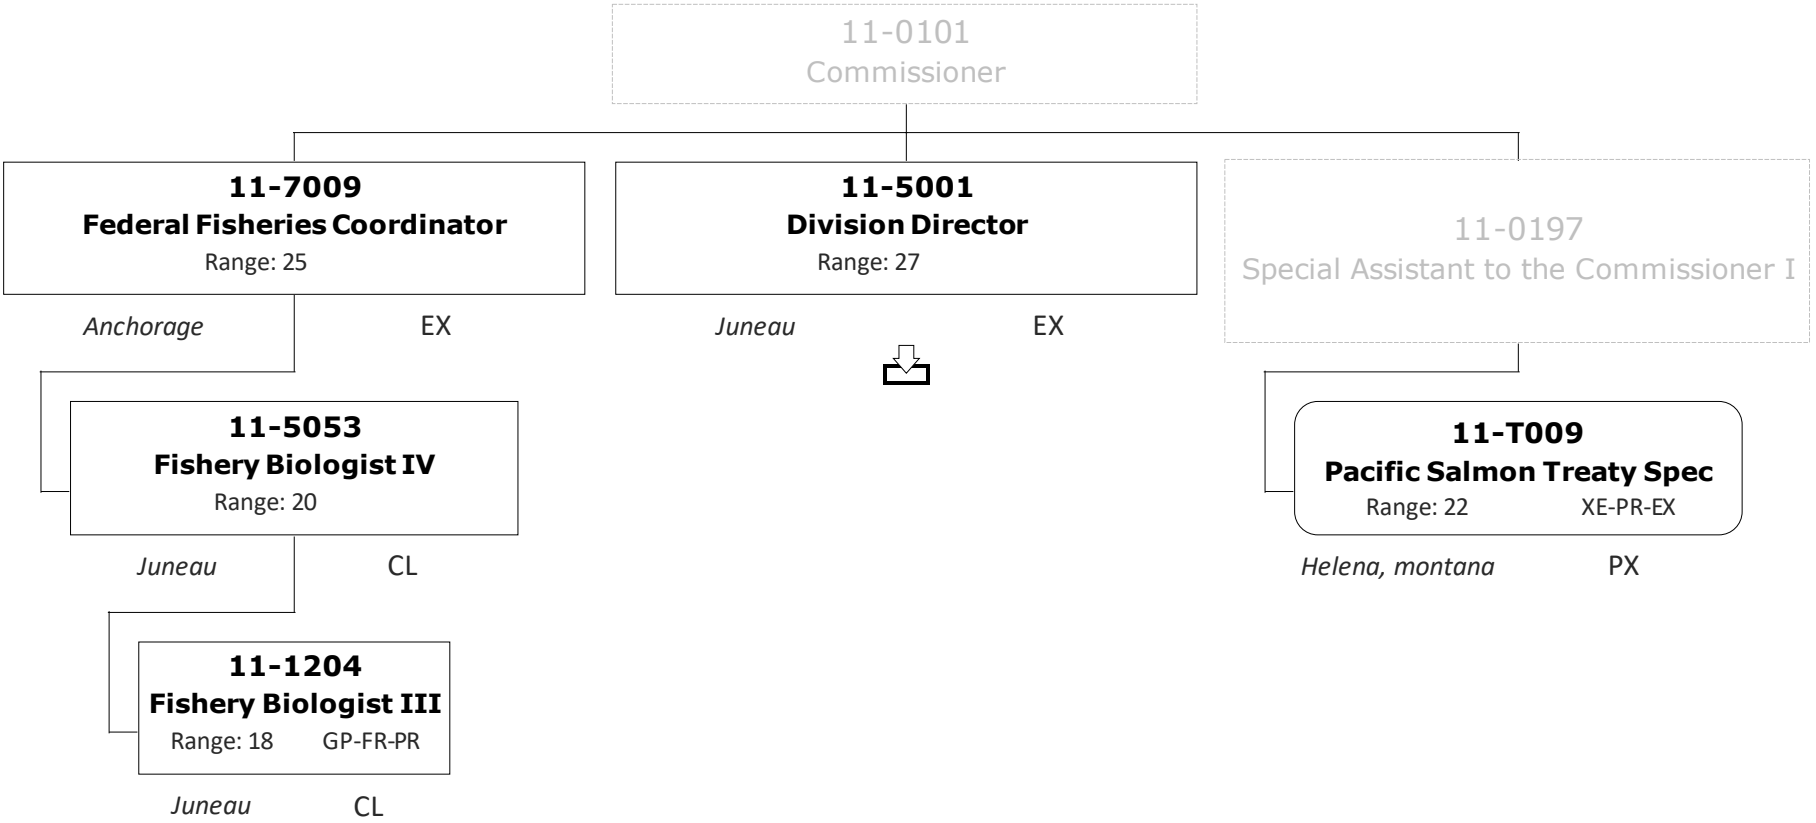 11-0101
Commissioner
11-7009
Federal Fisheries Coordinator
Range: 25
Anchorage EX
11-5001
Division Director
Range: 27
Juneau EX
11-0197
Special Assistant to the Commissioner I
11-5053
Fishery Biologist IV
Range: 20
Juneau CL
11-T009
Pacific Salmon Treaty Spec
Range: 22 XE-PR-EX
Helena, montana PX
11-1204
Fishery Biologist III
Range: 18 GP-FR-PR
Juneau CL